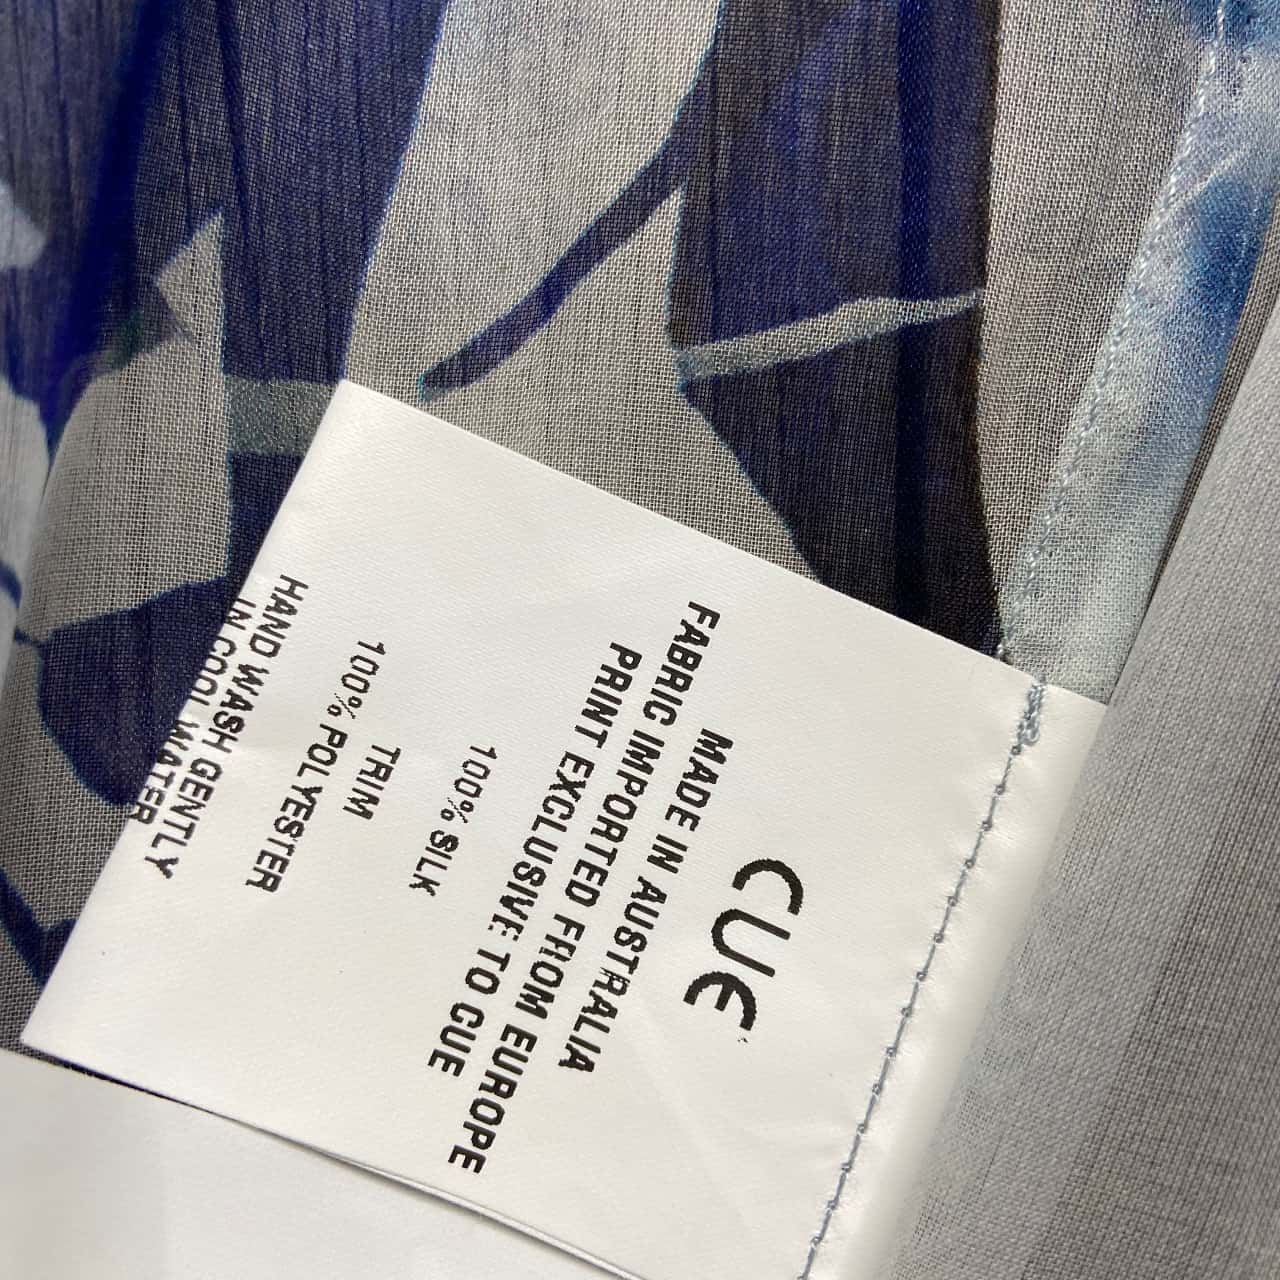 CUE
MADE IN AUSTRALIA
FABRIC IMPORTED FROM EUROPE
PRINT EXCLUSIVE TO CUE
100% SILK
TRIM
100% POLYESTER
HAND WASH GENTLY
IN COOL WATER